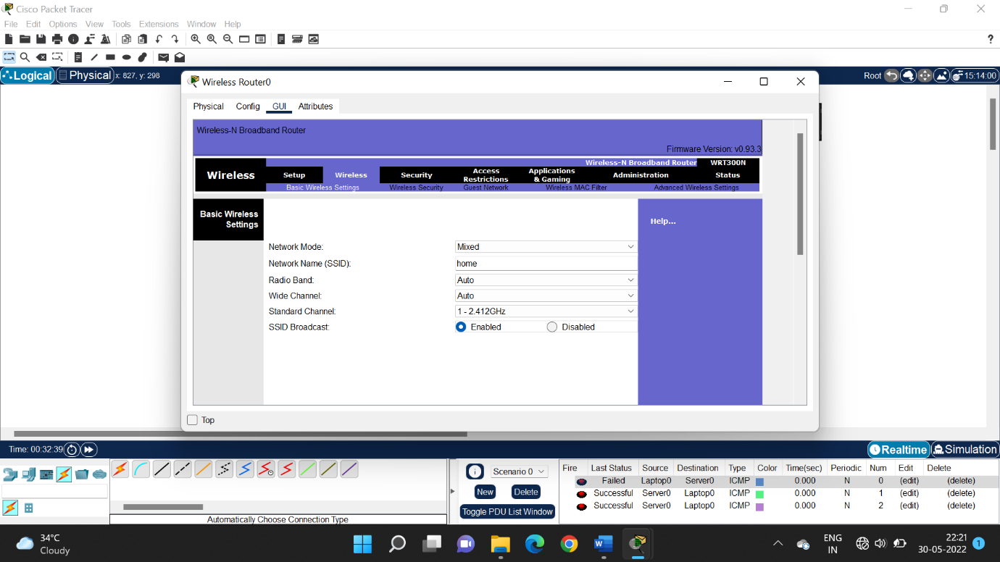 Cisco Packet Tracer
File Edit Options View Tools Extensions Window Help
?
Logical Physical x: 827, y: 298 Root 15:14:00
Wireless Router0
Physical Config GUI Attributes
Wireless-N Broadband Router
Firmware Version: v0.93.3
Wireless-N Broadband Router WRT300N
Wireless Setup Wireless Security Access Restrictions Applications & Gaming Administration Status
Basic Wireless Settings Wireless Security Guest Network Wireless MAC Filter Advanced Wireless Settings
Basic Wireless
Settings
Help...
Network Mode: Mixed
Network Name (SSID): home
Radio Band: Auto
Wide Channel: Auto
Standard Channel: 1 - 2.412GHz
SSID Broadcast: Enabled Disabled
Top
Time: 00:32:39 Realtime Simulation
Scenario 0
New Delete
Toggle PDU List Window
Automatically Choose Connection Type
Fire Last Status Source Destination Type Color Time(sec) Periodic Num Edit Delete
Failed Laptop0 Server0 ICMP 0.000 N 0 (edit) (delete)
Successful Server0 Laptop0 ICMP 0.000 N 1 (edit) (delete)
Successful Server0 Laptop0 ICMP 0.000 N 2 (edit) (delete)
34°C
Cloudy
ENG
IN
22:21
30-05-2022
1